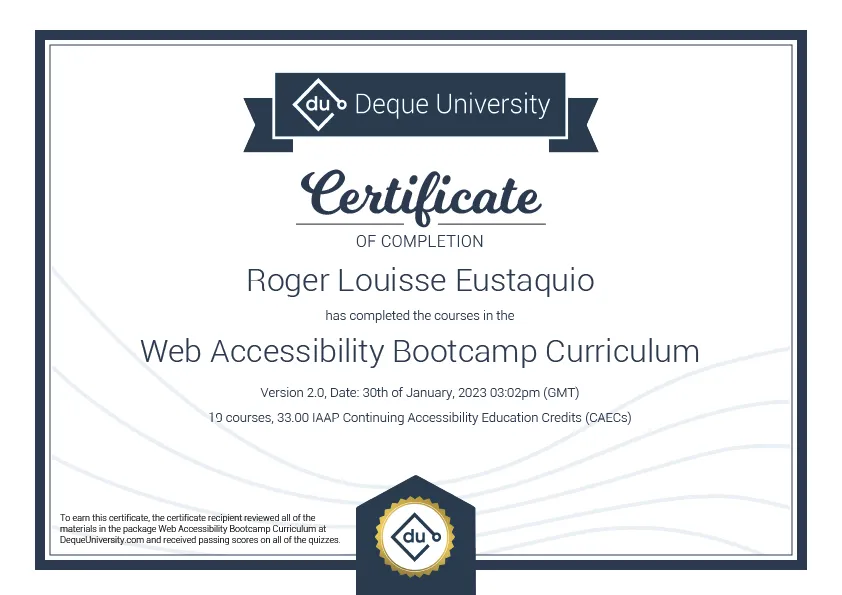 du Deque University
Certificate
OF COMPLETION
Roger Louisse Eustaquio
has completed the courses in the
Web Accessibility Bootcamp Curriculum
Version 2.0, Date: 30th of January, 2023 03:02pm (GMT)
19 courses, 33.00 IAAP Continuing Accessibility Education Credits (CAECs)
To earn this certificate, the certificate recipient reviewed all of the
materials in the package Web Accessibility Bootcamp Curriculum at
DequeUniversity.com and received passing scores on all of the quizzes.
du